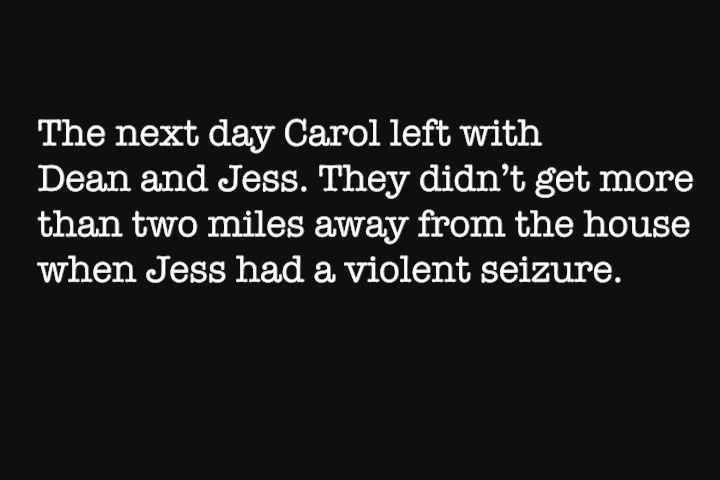 The next day Carol left with
Dean and Jess. They didn’t get more
than two miles away from the house
when Jess had a violent seizure.